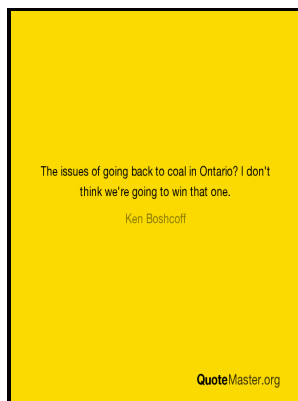 The issues of going back to coal in Ontario? I don't
think we're going to win that one.
Ken Boshcoff
QuoteMaster.org